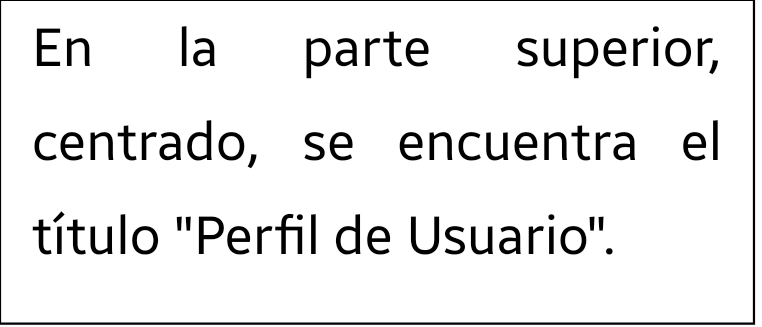 En la parte superior,
centrado, se encuentra el
título "Perfil de Usuario".